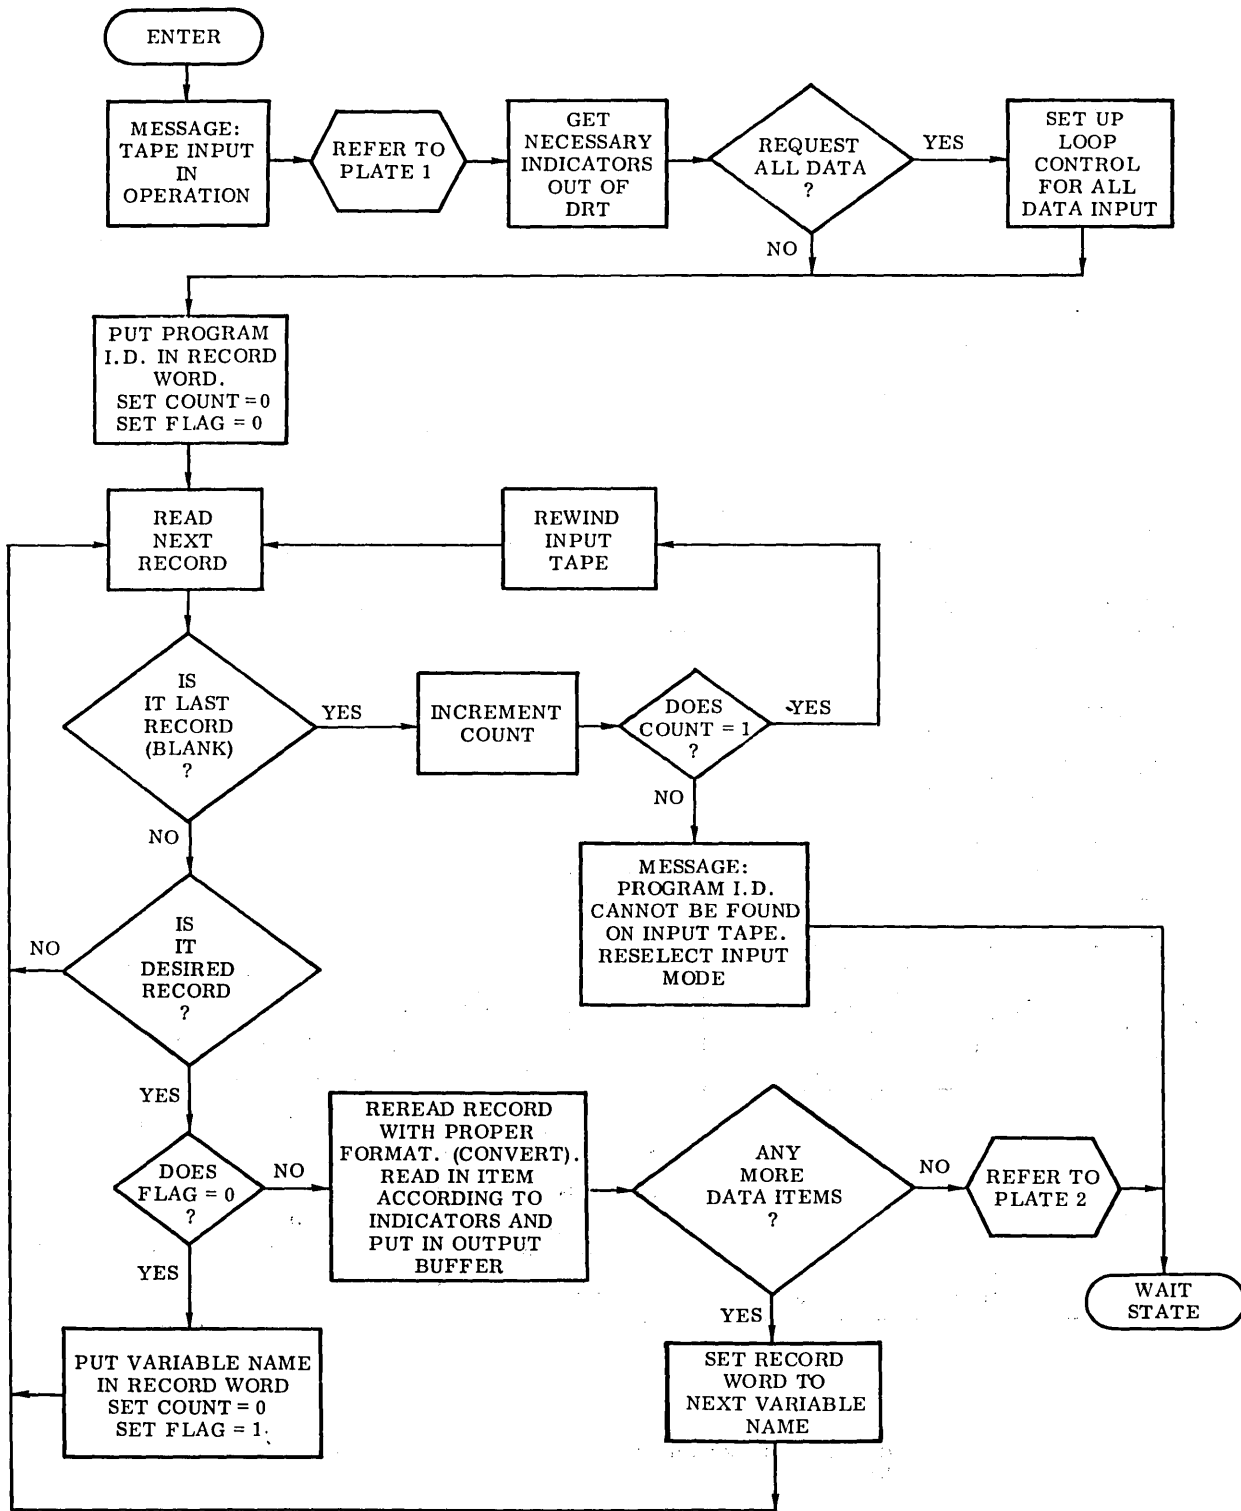 ENTER
MESSAGE:
TAPE INPUT
IN
OPERATION
REFER TO
PLATE 1
GET
NECESSARY
INDICATORS
OUT OF
DRT
REQUEST
ALL DATA
?
YES
SET UP
LOOP
CONTROL
FOR ALL
DATA INPUT
NO
PUT PROGRAM
I.D. IN RECORD
WORD.
SET COUNT=0
SET FLAG = 0
READ
NEXT
RECORD
REWIND
INPUT
TAPE
IS
IT LAST
RECORD
(BLANK)
?
YES
INCREMENT
COUNT
DOES
COUNT = 1
?
YES
NO
NO
MESSAGE:
PROGRAM I.D.
CANNOT BE FOUND
ON INPUT TAPE.
RESELECT INPUT
MODE
IS
IT
DESIRED
RECORD
?
NO
YES
DOES
FLAG = 0
?
NO
REREAD RECORD
WITH PROPER
FORMAT. (CONVERT).
READ IN ITEM
ACCORDING TO
INDICATORS AND
PUT IN OUTPUT
BUFFER
ANY
MORE
DATA ITEMS
?
NO
REFER TO
PLATE 2
WAIT
STATE
YES
YES
PUT VARIABLE NAME
IN RECORD WORD
SET COUNT = 0
SET FLAG = 1.
SET RECORD
WORD TO
NEXT VARIABLE
NAME